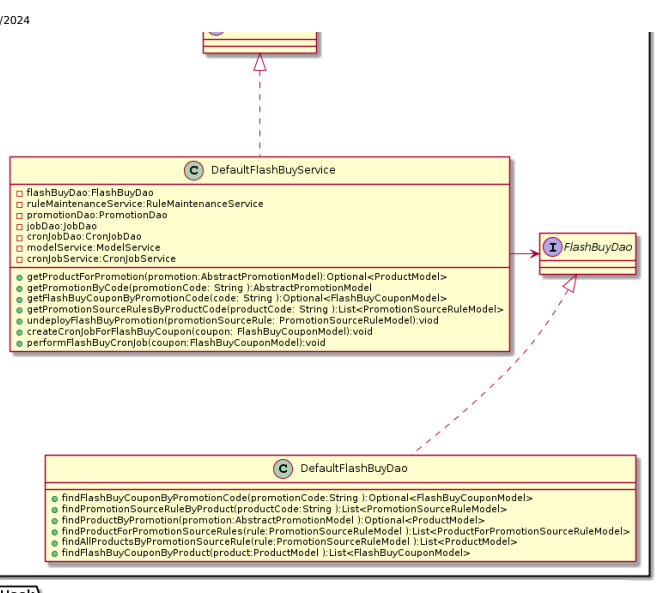 /2024
C DefaultFlashBuyService
flashBuyDao:FlashBuyDao
ruleMaintenanceService:RuleMaintenanceService
promotionDao:PromotionDao
jobDao:JobDao
cronJobDao:CronJobDao
modelService:ModelService
cronJobService:CronJobService
getProductForPromotion(promotion:AbstractPromotionModel):Optional<ProductModel>
getPromotionByCode(promotionCode: String ):AbstractPromotionModel
getFlashBuyCouponByPromotionCode(code: String ):Optional<FlashBuyCouponModel>
getPromotionSourceRulesByProductCode(productCode: String ):List<PromotionSourceRuleModel>
undeployFlashBuyPromotion(promotionSourceRule: PromotionSourceRuleModel):viod
createCronJobForFlashBuyCoupon(coupon: FlashBuyCouponModel):void
performFlashBuyCronJob(coupon:FlashBuyCouponModel):void
I FlashBuyDao
C DefaultFlashBuyDao
findFlashBuyCouponByPromotionCode(promotionCode:String ):Optional<FlashBuyCouponModel>
findPromotionSourceRuleByProduct(productCode:String ):List<PromotionSourceRuleModel>
findProductByPromotion(promotion:AbstractPromotionModel ):Optional<ProductModel>
findProductForPromotionSourceRules(rule:PromotionSourceRuleModel ):List<ProductForPromotionSourceRuleModel>
findAllProductsByPromotionSourceRule(rule:PromotionSourceRuleModel ):List<ProductModel>
findFlashBuyCouponByProduct(product:ProductModel ):List<FlashBuyCouponModel>